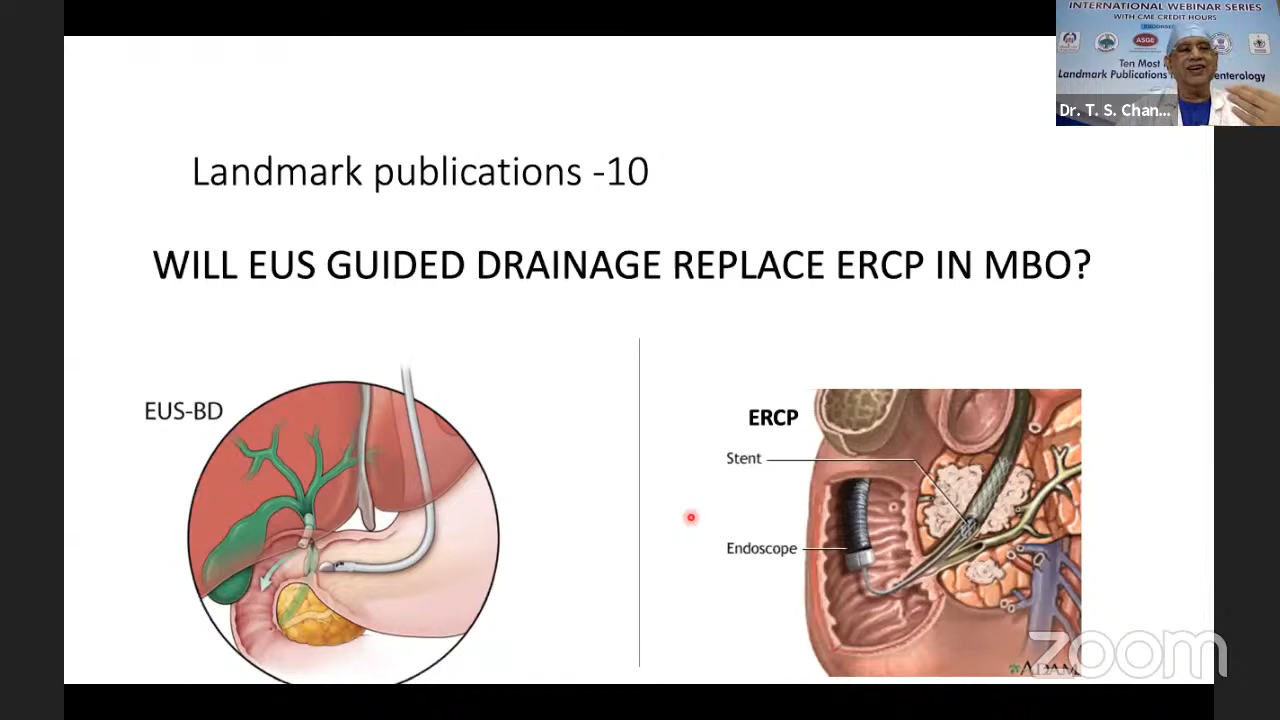 INTERNATIONAL WEBINAR SERIES
WITH CME CREDIT HOURS
ASGE
Ten Most
Landmark Publications enterology
Dr. T. S. Chan...
Landmark publications -10
WILL EUS GUIDED DRAINAGE REPLACE ERCP IN MBO?
EUS-BD
ERCP
Stent
Endoscope
ADAM
zoom